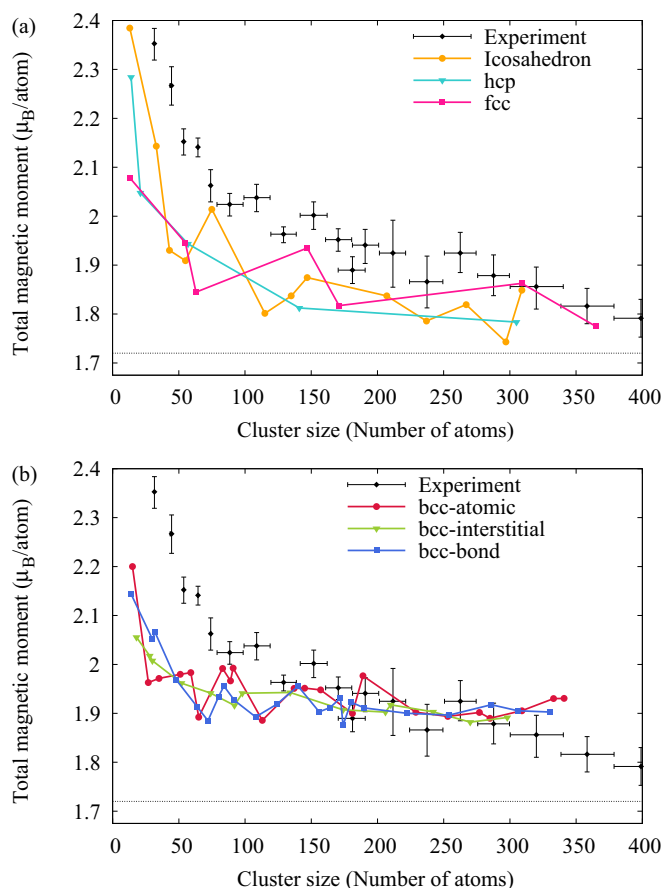 (a)
2.4
2.3
2.2
2.1
2
1.9
1.8
1.7
Total magnetic moment (μB/atom)
Experiment
Icosahedron
hcp
fcc
0 50 100 150 200 250 300 350 400
Cluster size (Number of atoms)
(b)
2.4
2.3
2.2
2.1
2
1.9
1.8
1.7
Total magnetic moment (μB/atom)
Experiment
bcc-atomic
bcc-interstitial
bcc-bond
0 50 100 150 200 250 300 350 400
Cluster size (Number of atoms)